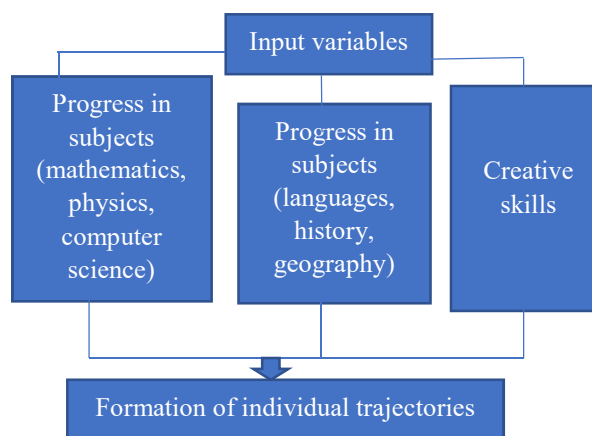 Input variables
Progress in
subjects
(mathematics,
physics,
computer
science)
Progress in
subjects
(languages,
history,
geography)
Creative
skills
Formation of individual trajectories